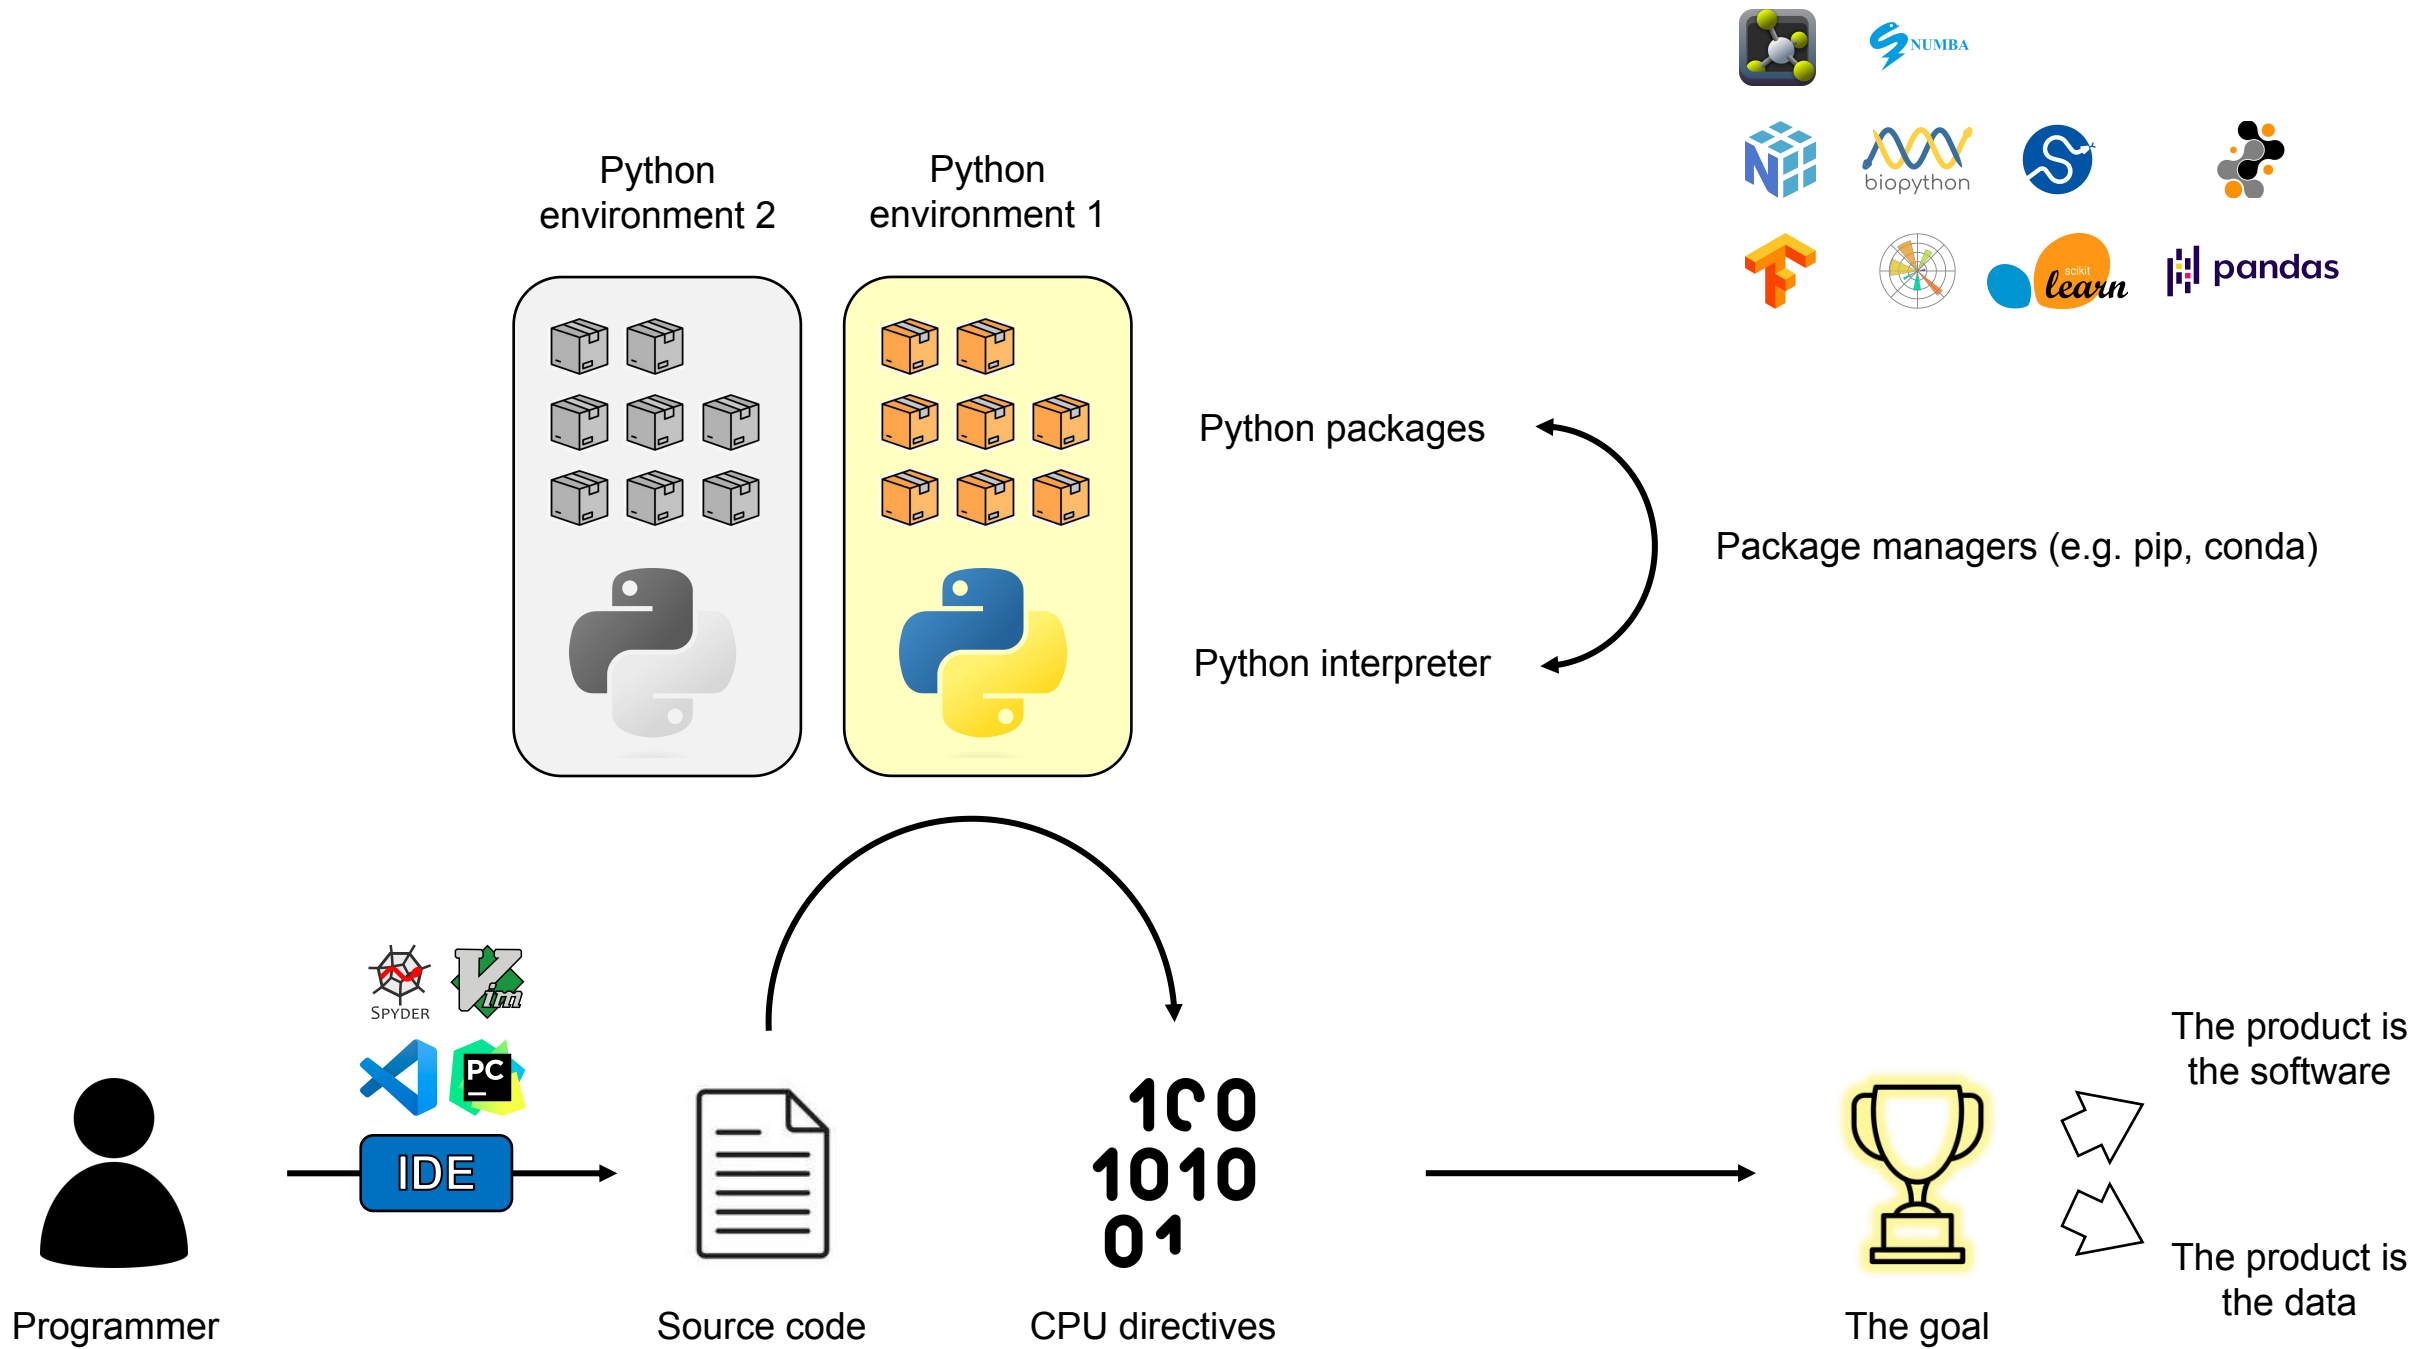 NUMBA
biopython
scikit
learn
pandas
Python
environment 2
Python
environment 1
Python packages
Package managers (e.g. pip, conda)
Python interpreter
SPYDER
Vim
PC
IDE
100
1010
01
The product is
the software
The product is
the data
Programmer
Source code
CPU directives
The goal